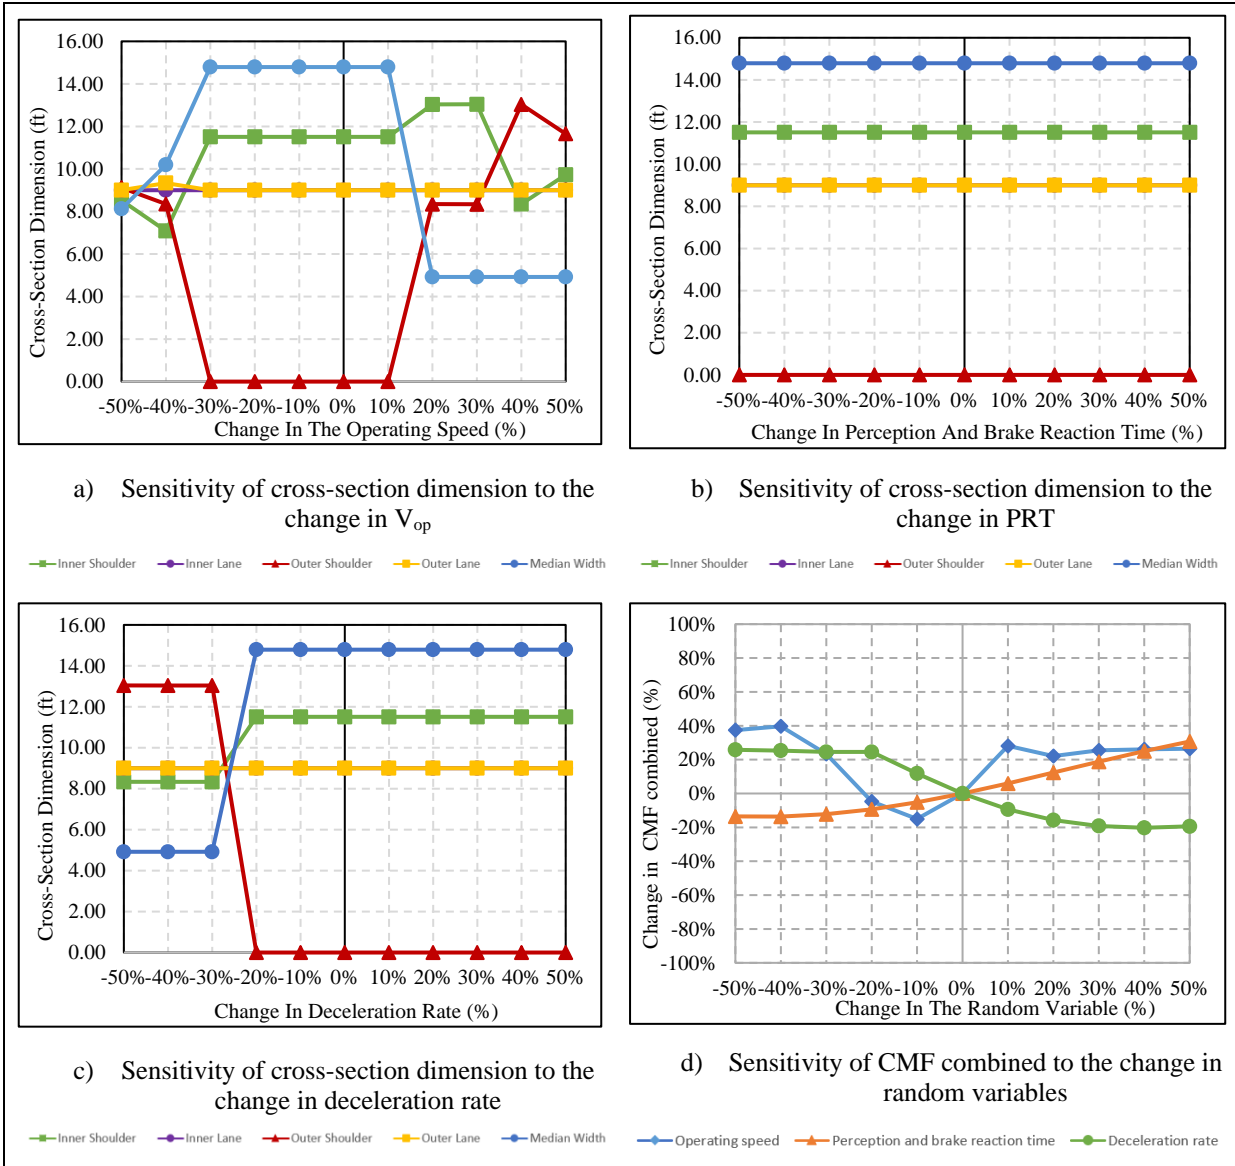 16.00
14.00
12.00
10.00
8.00
6.00
4.00
2.00
0.00
Cross-Section Dimension (ft)
-50% -40% -30% -20% -10% 0% 10% 20% 30% 40% 50%
Change In The Operating Speed (%)
a) Sensitivity of cross-section dimension to the
change in Vop
Inner Shoulder Inner Lane Outer Shoulder Outer Lane Median Width
16.00
14.00
12.00
10.00
8.00
6.00
4.00
2.00
0.00
Cross-Section Dimension (ft)
-50% -40% -30% -20% -10% 0% 10% 20% 30% 40% 50%
Change In Perception And Brake Reaction Time (%)
b) Sensitivity of cross-section dimension to the
change in PRT
Inner Shoulder Inner Lane Outer Shoulder Outer Lane Median Width
16.00
14.00
12.00
10.00
8.00
6.00
4.00
2.00
0.00
Cross-Section Dimension (ft)
-50% -40% -30% -20% -10% 0% 10% 20% 30% 40% 50%
Change In Deceleration Rate (%)
c) Sensitivity of cross-section dimension to the
change in deceleration rate
Inner Shoulder Inner Lane Outer Shoulder Outer Lane Median Width
100%
80%
60%
40%
20%
0%
-20%
-40%
-60%
-80%
-100%
Change in CMF combined (%)
-50% -40% -30% -20% -10% 0% 10% 20% 30% 40% 50%
Change In The Random Variable (%)
d) Sensitivity of CMF combined to the change in
random variables
Operating speed Perception and brake reaction time Deceleration rate